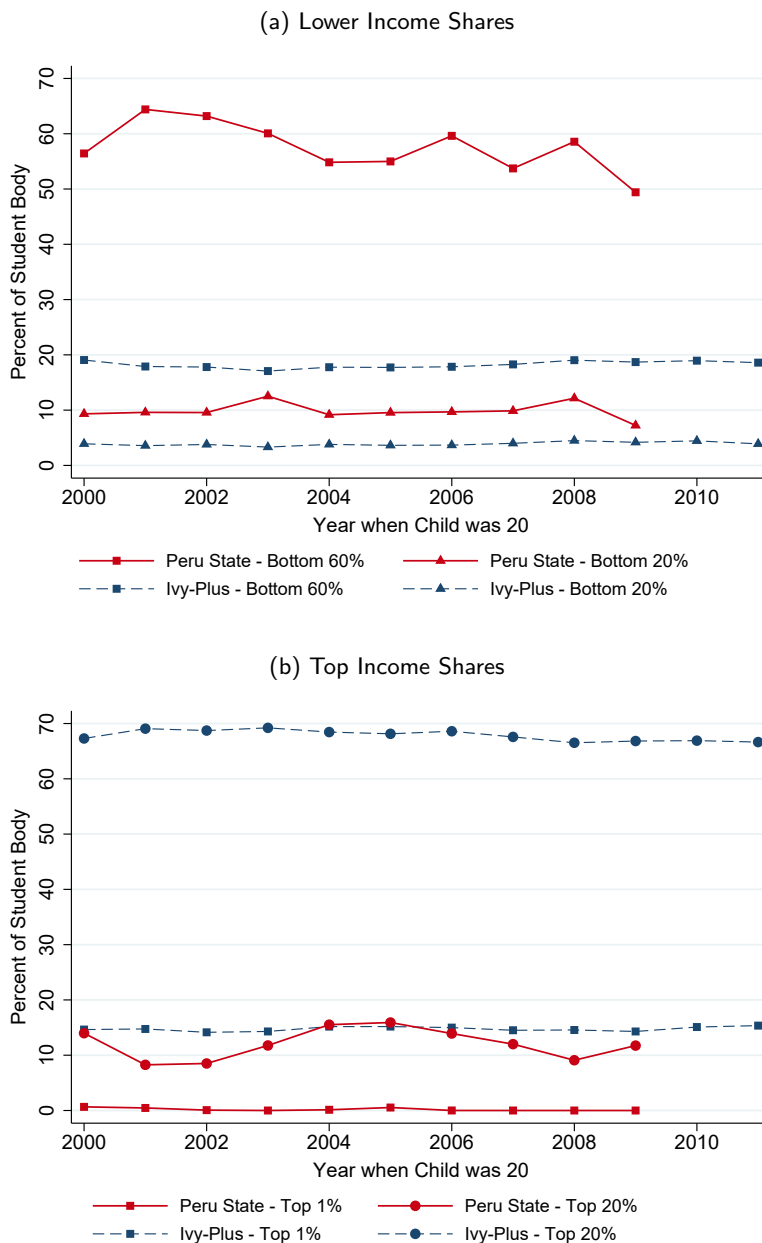 (a) Lower Income Shares
Percent of Student Body
70
60
50
40
30
20
10
0
2000 2002 2004 2006 2008 2010
Year when Child was 20
Peru State - Bottom 60% Peru State - Bottom 20%
Ivy-Plus - Bottom 60% Ivy-Plus - Bottom 20%
(b) Top Income Shares
Percent of Student Body
70
60
50
40
30
20
10
0
2000 2002 2004 2006 2008 2010
Year when Child was 20
Peru State - Top 1% Peru State - Top 20%
Ivy-Plus - Top 1% Ivy-Plus - Top 20%